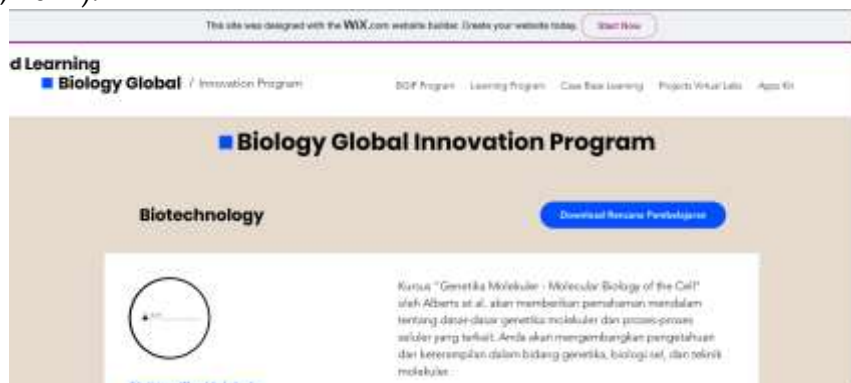 This site was designed with the WiX.com website builder. Create your website today. Start Now
d Learning
Biology Global / Innovation Program
BGIP Program Learning Program Case Base Learning Projects Virtual Labs Apps Kit
Biology Global Innovation Program
Biotechnology
Download Rencana Pembelajaran
Kursus "Genetika Molekuler - Molecular Biology of the Cell"
oleh Alberts et al. akan memberikan pemahaman mendalam
tentang dasar-dasar genetika molekuler dan proses-proses
seluler yang terkait. Anda akan mengembangkan pengetahuan
dan keterampilan dalam bidang genetika, biologi sel, dan teknik
molekuler.